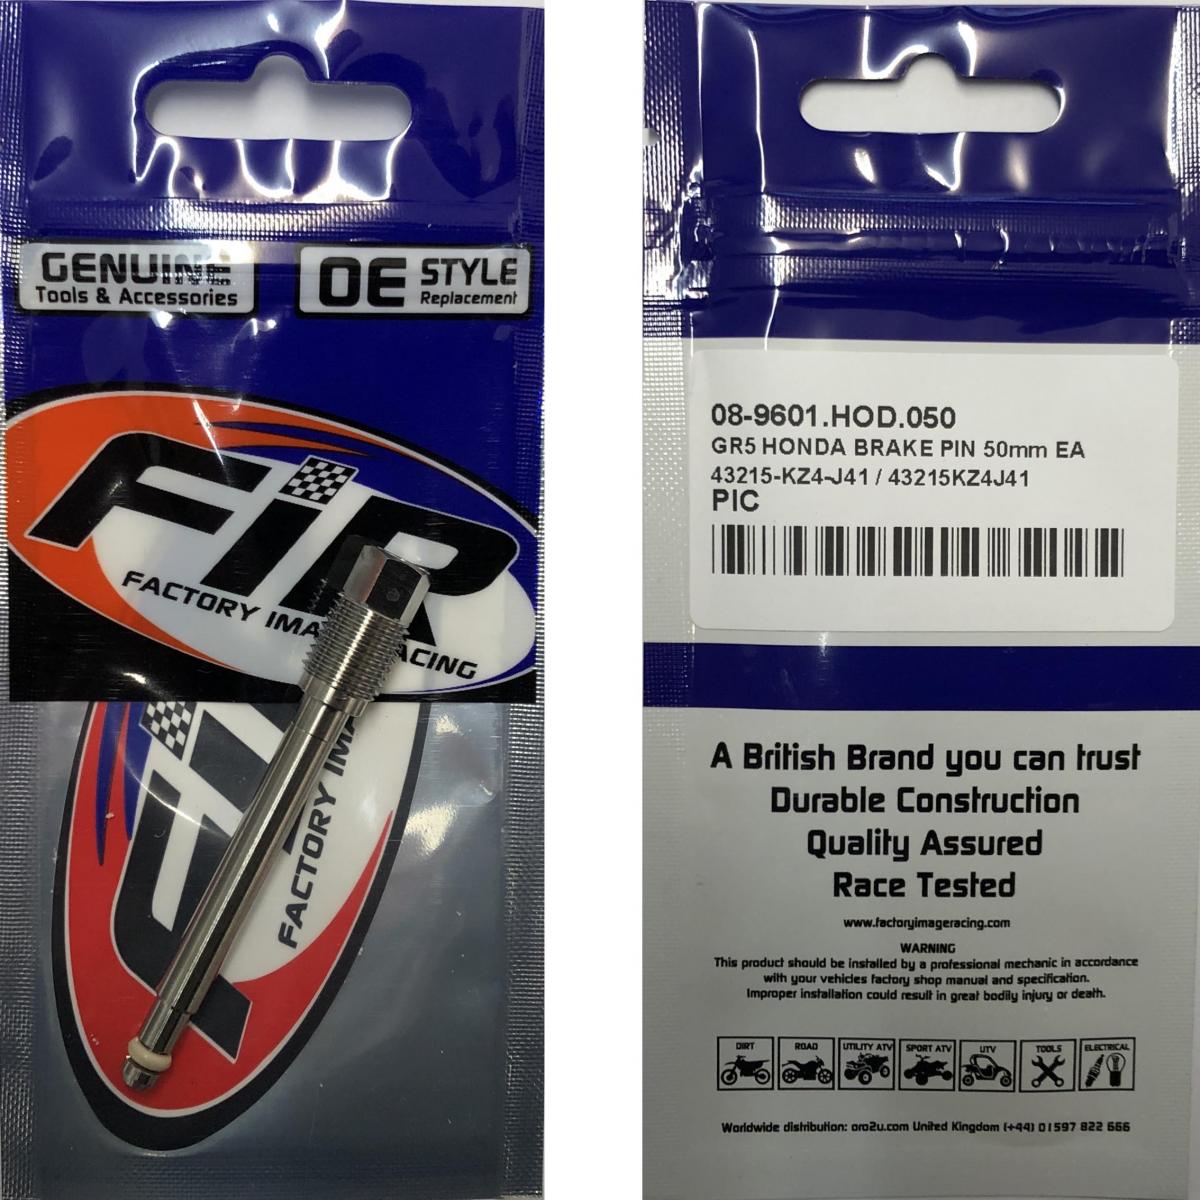 GENUINE
Tools & Accessories
OE STYLE
Replacement
FIR
FACTORY IMA ACING
FACTORY IMA
08-9601.HOD.050
GR5 HONDA BRAKE PIN 50mm EA
43215-KZ4-J41 / 43215KZ4J41
PIC
A British Brand you can trust
Durable Construction
Quality Assured
Race Tested
www.factoryimageracing.com
WARNING
This product should be installed by a professional mechanic in accordance
with your vehicles factory shop manual and specification.
Improper installation could result in great bodily injury or death.
DIRT ROAD UTILITY ATV SPORT ATV UTV TOOLS ELECTRICAL
Worldwide distribution: oro2u.com United Kingdom (+44) 01597 822 666